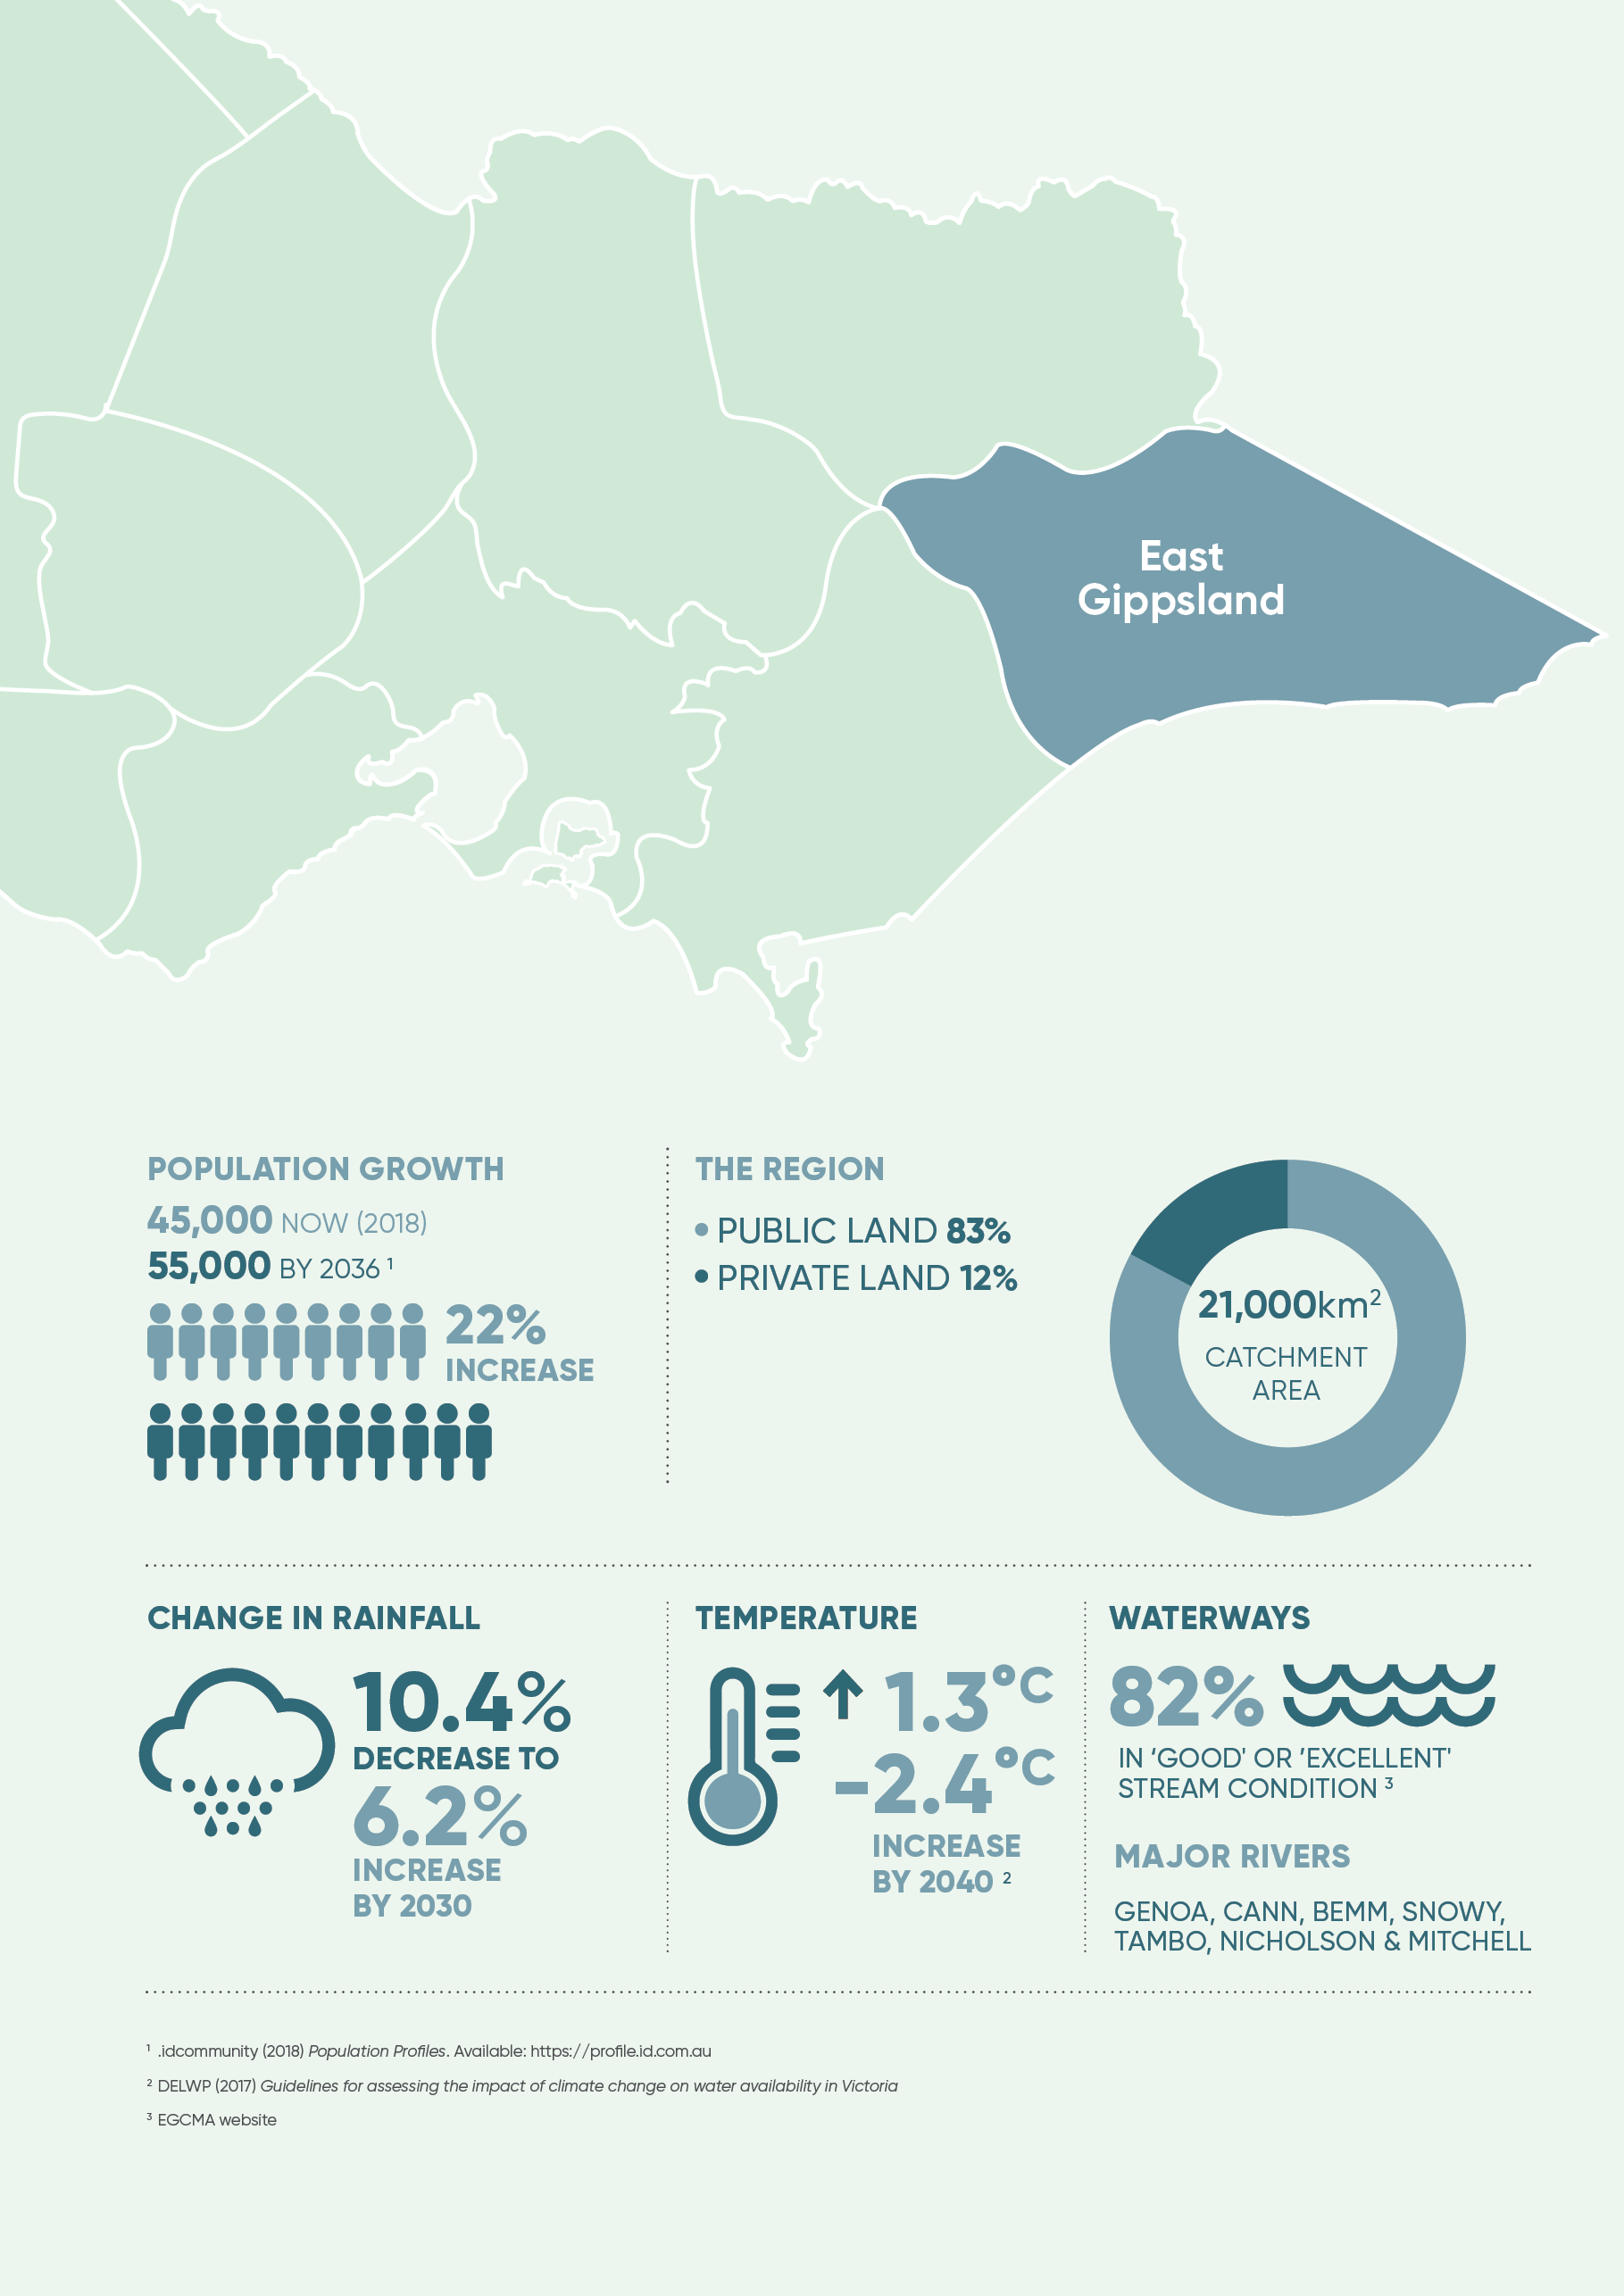 East
Gippsland
POPULATION GROWTH
45,000 NOW (2018)
55,000 BY 2036 ¹
22%
INCREASE
THE REGION
• PUBLIC LAND 83%
• PRIVATE LAND 12%
21,000km²
CATCHMENT
AREA
CHANGE IN RAINFALL
10.4%
DECREASE TO
6.2%
INCREASE
BY 2030
TEMPERATURE
↑ 1.3°C
-2.4°C
INCREASE
BY 2040 ²
WATERWAYS
82%
IN ‘GOOD' OR ’EXCELLENT'
STREAM CONDITION ³
MAJOR RIVERS
GENOA, CANN, BEMM, SNOWY,
TAMBO, NICHOLSON & MITCHELL
¹ .idcommunity (2018) Population Profiles. Available: https://profile.id.com.au
² DELWP (2017) Guidelines for assessing the impact of climate change on water availability in Victoria
³ EGCMA website